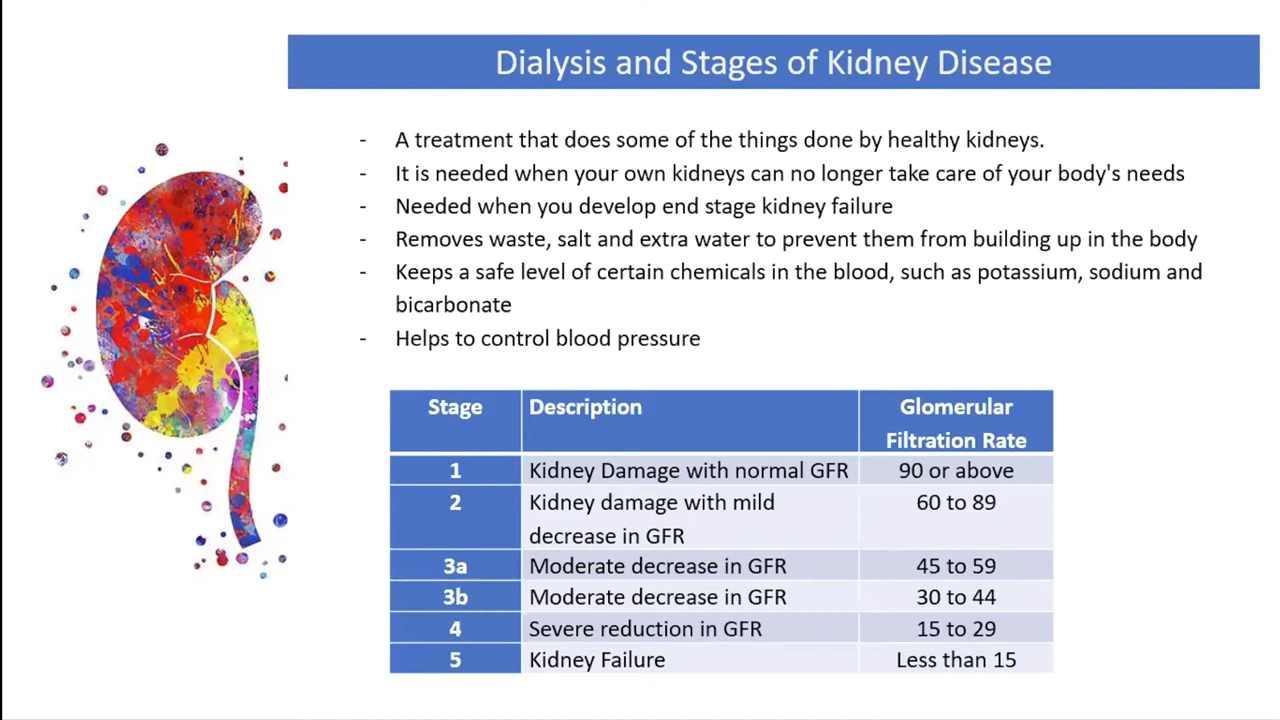 Dialysis and Stages of Kidney Disease
- A treatment that does some of the things done by healthy kidneys.
- It is needed when your own kidneys can no longer take care of your body's needs
- Needed when you develop end stage kidney failure
- Removes waste, salt and extra water to prevent them from building up in the body
- Keeps a safe level of certain chemicals in the blood, such as potassium, sodium and
bicarbonate
- Helps to control blood pressure
Stage Description Glomerular
Filtration Rate
1 Kidney Damage with normal GFR 90 or above
2 Kidney damage with mild 60 to 89
decrease in GFR
3a Moderate decrease in GFR 45 to 59
3b Moderate decrease in GFR 30 to 44
4 Severe reduction in GFR 15 to 29
5 Kidney Failure Less than 15